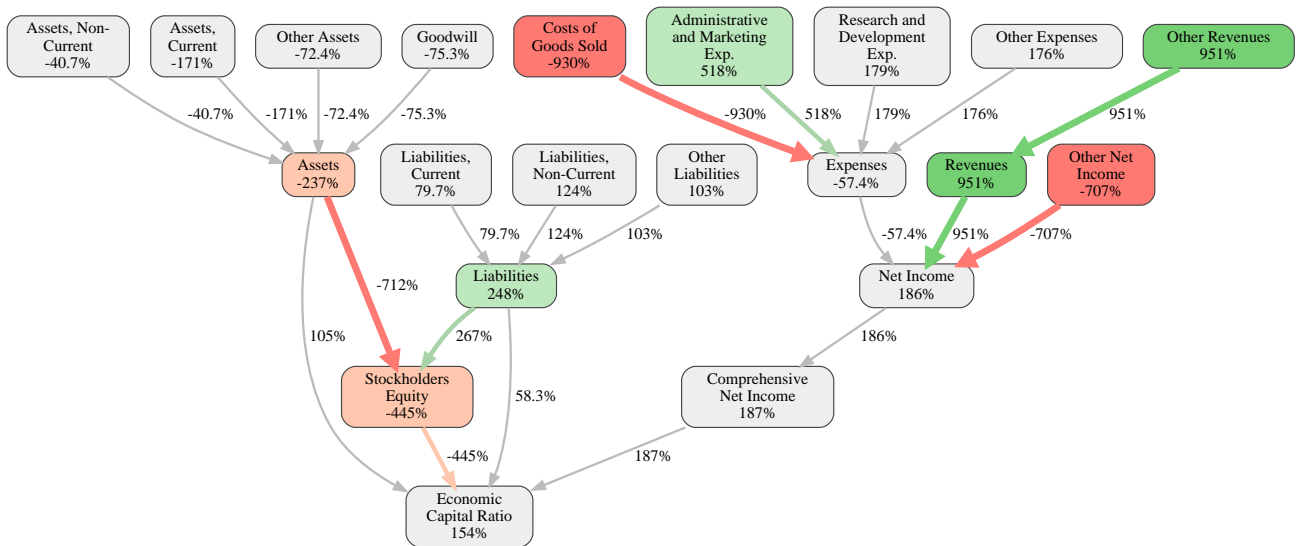 Assets, Non-
Current
-40.7%
Assets,
Current
-171%
Other Assets
-72.4%
Goodwill
-75.3%
Costs of
Goods Sold
-930%
Administrative
and Marketing
Exp.
518%
Research and
Development
Exp.
179%
Other Expenses
176%
Other Revenues
951%
-40.7%
-171%
-72.4%
-75.3%
-930%
518%
179%
176%
951%
Assets
-237%
Liabilities,
Current
79.7%
Liabilities,
Non-Current
124%
Other
Liabilities
103%
Expenses
-57.4%
Revenues
951%
Other Net
Income
-707%
79.7%
124%
103%
-57.4%
951%
-707%
-712%
Liabilities
248%
Net Income
186%
105%
267%
186%
Stockholders
Equity
-445%
58.3%
Comprehensive
Net Income
187%
-445%
187%
Economic
Capital Ratio
154%